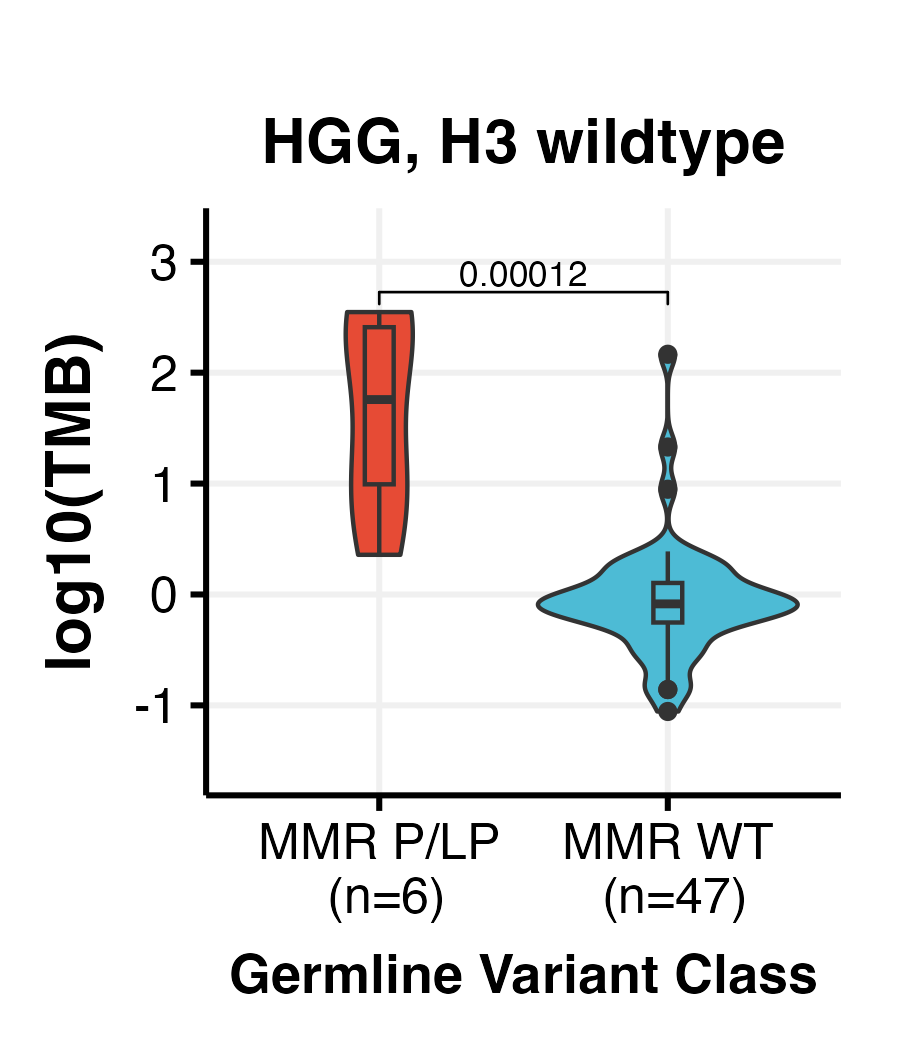 HGG, H3 wildtype
log10(TMB)
3
2
1
0
-1
0.00012
MMR P/LP
(n=6)
MMR WT
(n=47)
Germline Variant Class